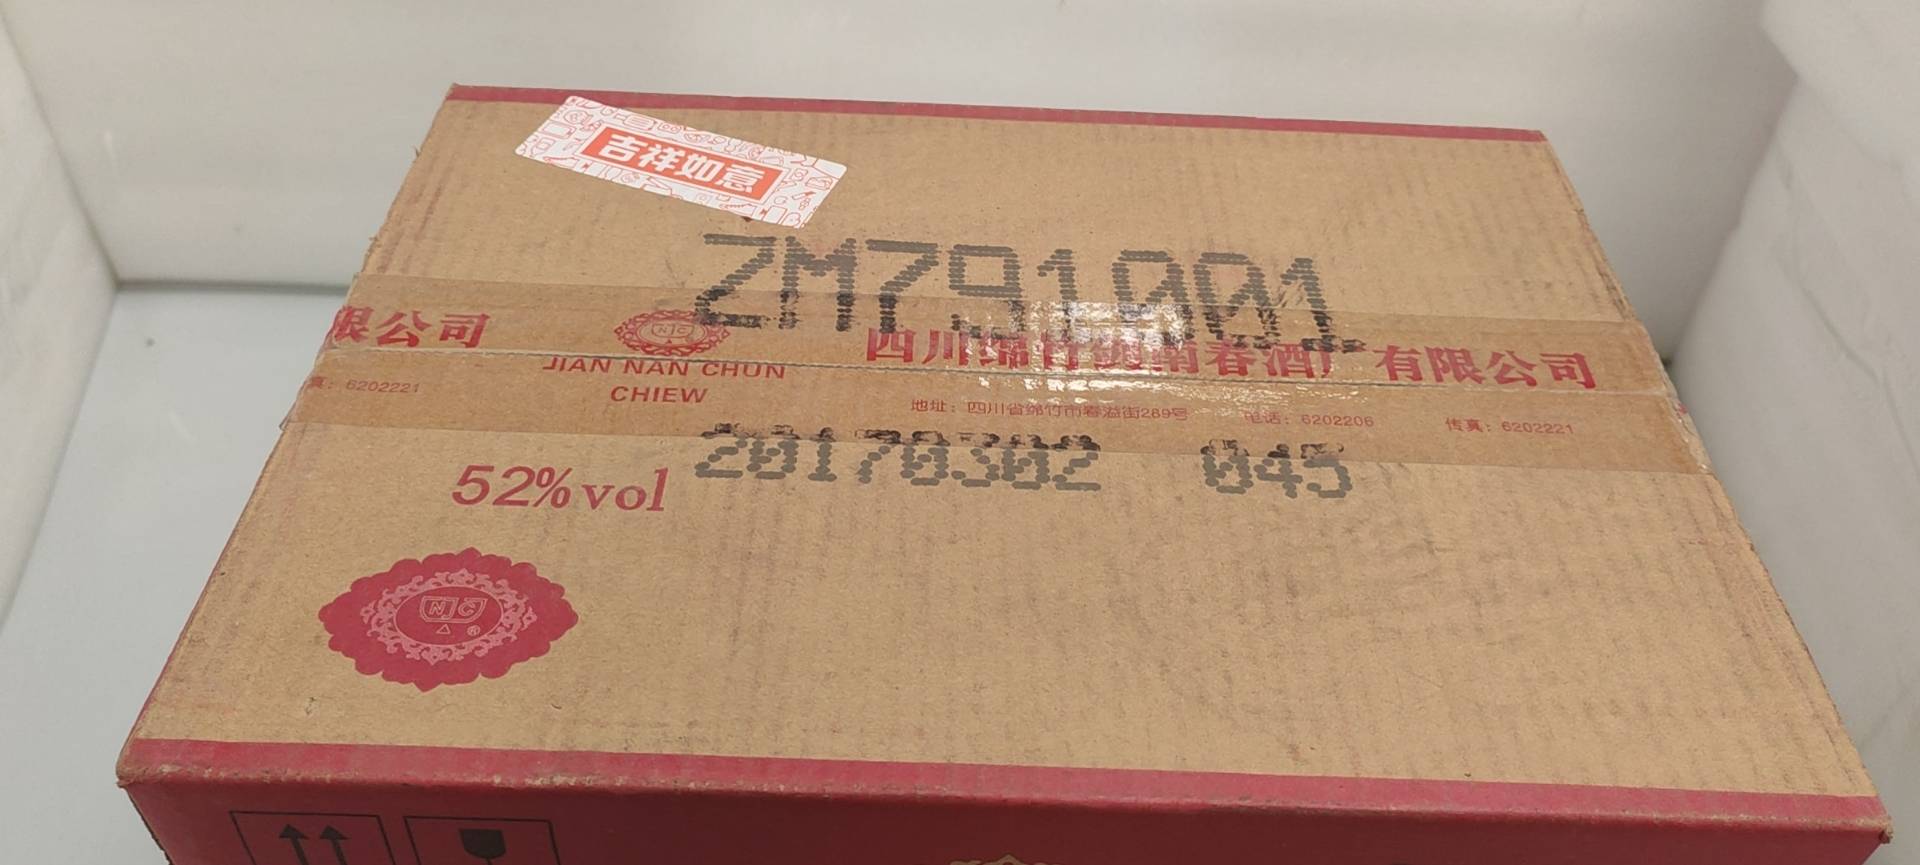 吉祥如意
ZM791001
限公司
NJC
四川绵竹剑南春酒厂有限公司
JIAN NAN CHUN
CHIEW
真：6202221
地址：四川省绵竹市春溢街289号 电话：6202206 传真：6202221
20170302 045
52%vol
NJC
®